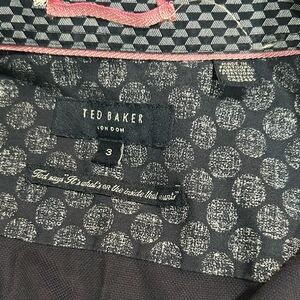 TED BAKER
LONDON
3
Ted says: "It's what's on the inside that counts"